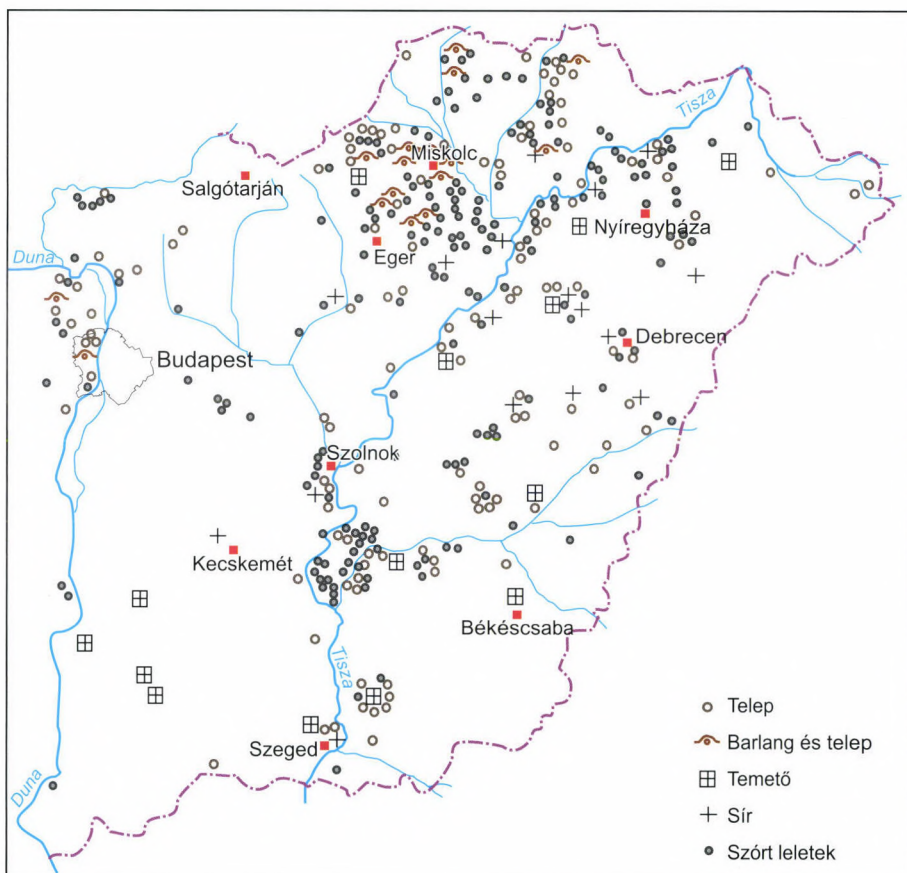 Tisza
Miskolc
Salgótarján
Nyíregyháza
Eger
Duna
Debrecen
Budapest
Szolnok
Kecskemét
Békéscsaba
Tisza
Szeged
Duna
Telep
Barlang és telep
Temető
Sír
Szórt leletek